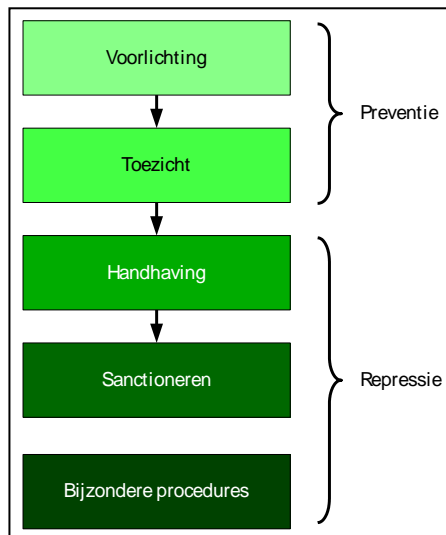 Voorlichting
Preventie
Toezicht
Handhaving
Sanctioneren
Repressie
Bijzondere procedures